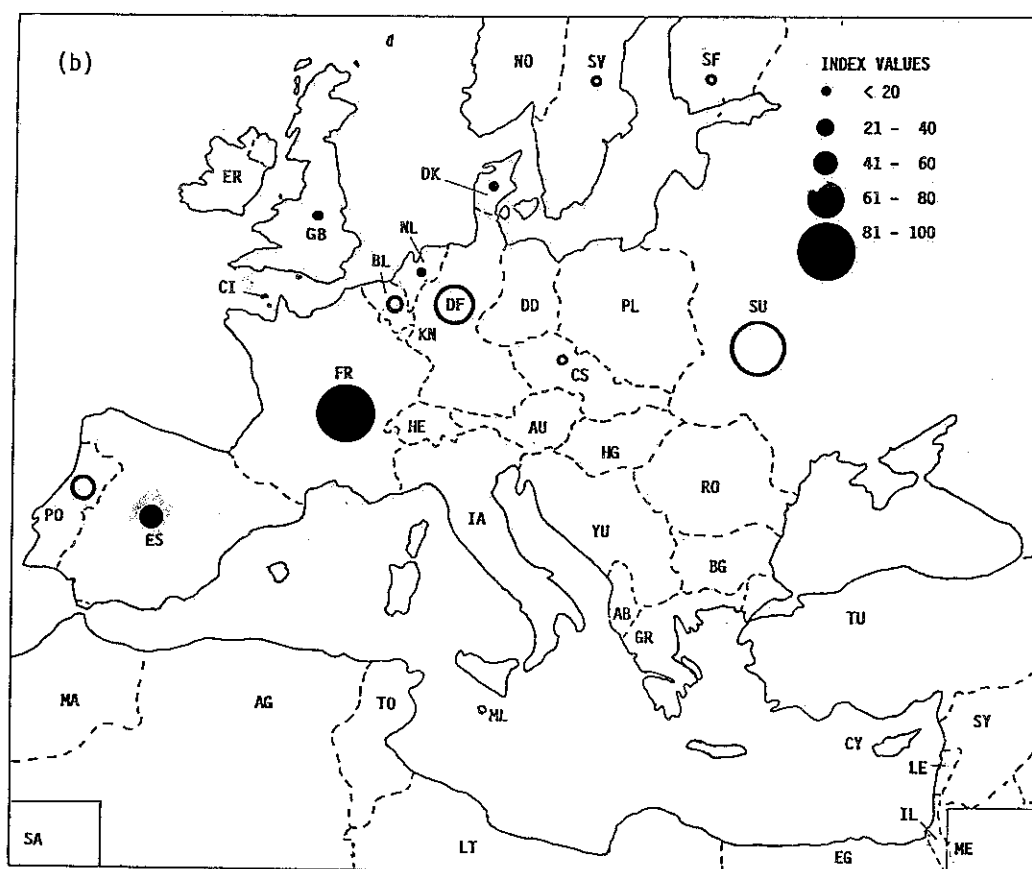 (b)
NO
SV
SF
INDEX VALUES
< 20
21 - 40
41 - 60
61 - 80
81 - 100
ER
DK
GB
NL
BL
CI
DF
DD
PL
SU
KN
CS
FR
HE
AU
HG
RO
PO
ES
IA
YU
BG
AB
GR
TU
MA
AG
TO
ML
CY
SY
LE
IL
SA
LT
EG
ME